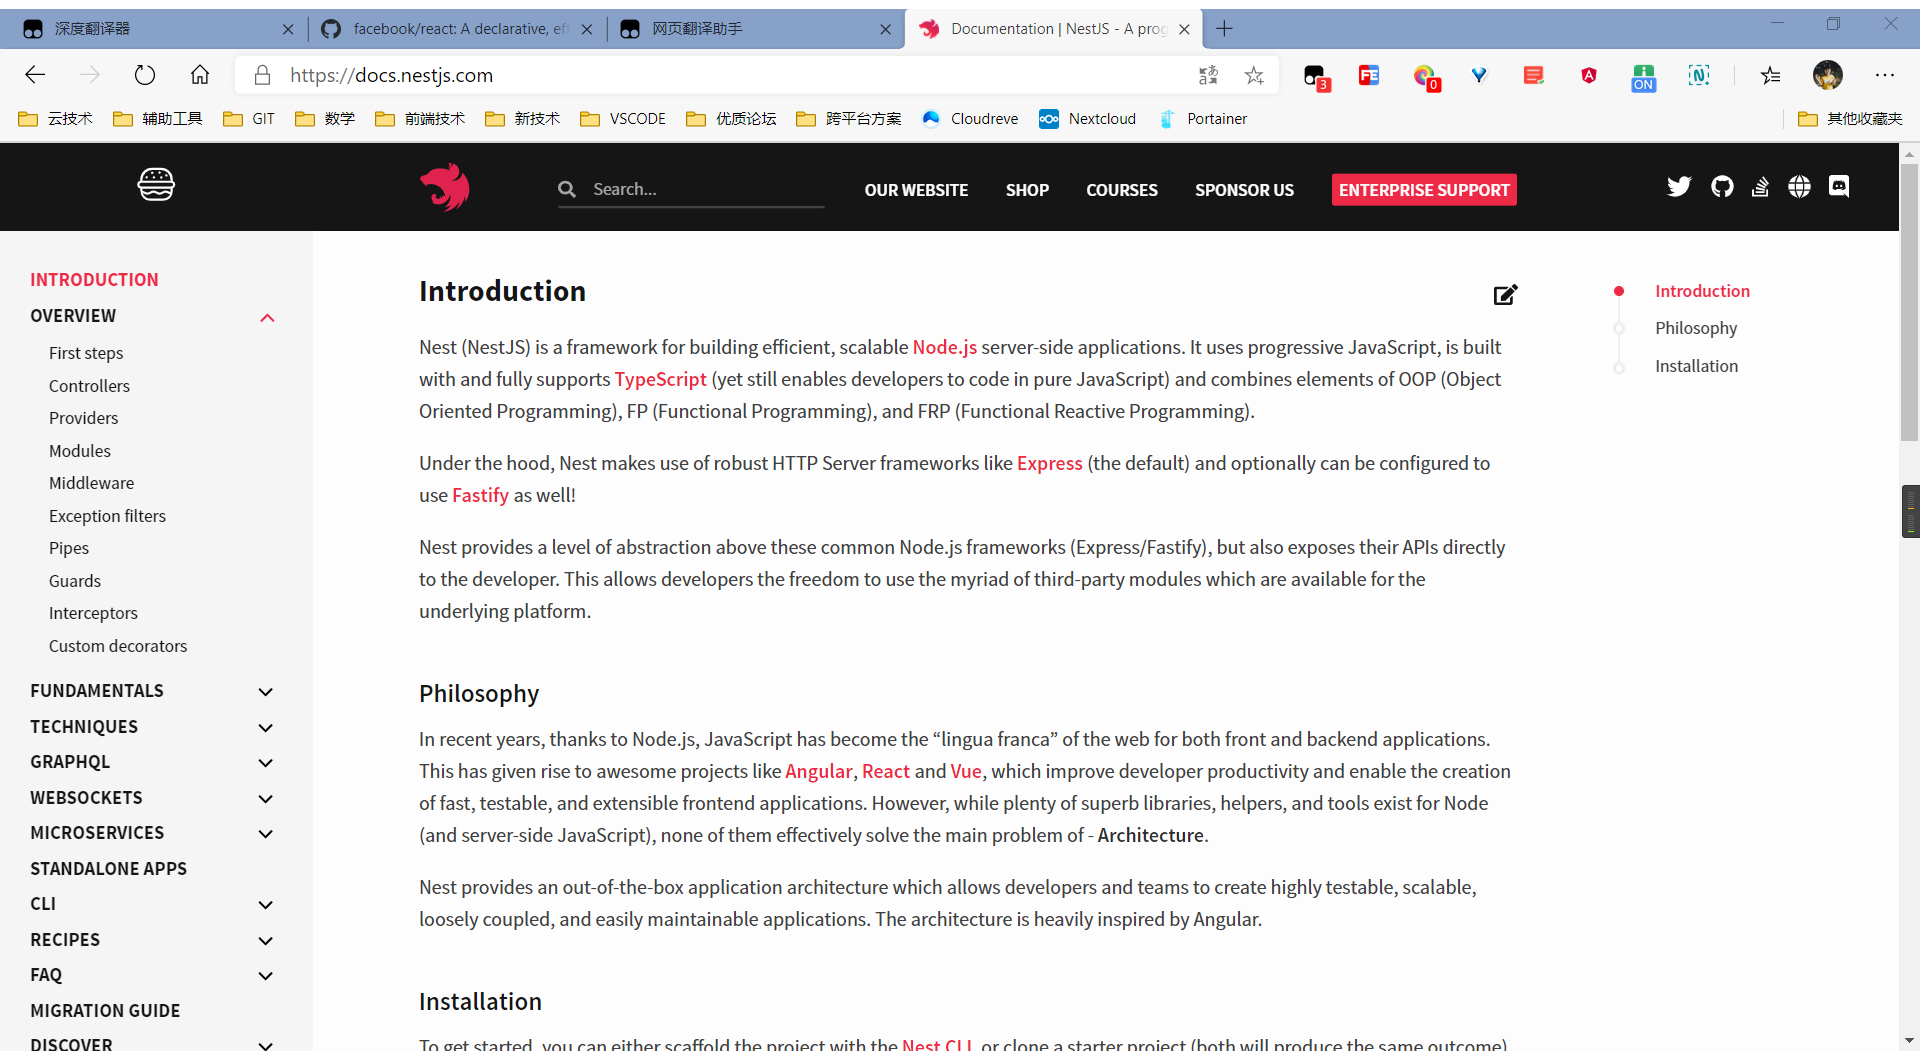 深度翻译器
facebook/react: A declarative, ef
网页翻译助手
Documentation | NestJS - A prog
https://docs.nestjs.com
3
FE
0
ON
云技术
辅助工具
GIT
数学
前端技术
新技术
VSCODE
优质论坛
跨平台方案
Cloudreve
Nextcloud
Portainer
其他收藏夹
Search...
OUR WEBSITE
SHOP
COURSES
SPONSOR US
ENTERPRISE SUPPORT
INTRODUCTION
OVERVIEW
First steps
Controllers
Providers
Modules
Middleware
Exception filters
Pipes
Guards
Interceptors
Custom decorators
FUNDAMENTALS
TECHNIQUES
GRAPHQL
WEBSOCKETS
MICROSERVICES
STANDALONE APPS
CLI
RECIPES
FAQ
MIGRATION GUIDE
DISCOVER
Introduction
Nest (NestJS) is a framework for building efficient, scalable Node.js server-side applications. It uses progressive JavaScript, is built
with and fully supports TypeScript (yet still enables developers to code in pure JavaScript) and combines elements of OOP (Object
Oriented Programming), FP (Functional Programming), and FRP (Functional Reactive Programming).
Under the hood, Nest makes use of robust HTTP Server frameworks like Express (the default) and optionally can be configured to
use Fastify as well!
Nest provides a level of abstraction above these common Node.js frameworks (Express/Fastify), but also exposes their APIs directly
to the developer. This allows developers the freedom to use the myriad of third-party modules which are available for the
underlying platform.
Philosophy
In recent years, thanks to Node.js, JavaScript has become the “lingua franca” of the web for both front and backend applications.
This has given rise to awesome projects like Angular, React and Vue, which improve developer productivity and enable the creation
of fast, testable, and extensible frontend applications. However, while plenty of superb libraries, helpers, and tools exist for Node
(and server-side JavaScript), none of them effectively solve the main problem of - Architecture.
Nest provides an out-of-the-box application architecture which allows developers and teams to create highly testable, scalable,
loosely coupled, and easily maintainable applications. The architecture is heavily inspired by Angular.
Installation
To get started, you can either scaffold the project with the Nest CLI, or clone a starter project (both will produce the same outcome).
Introduction
Philosophy
Installation